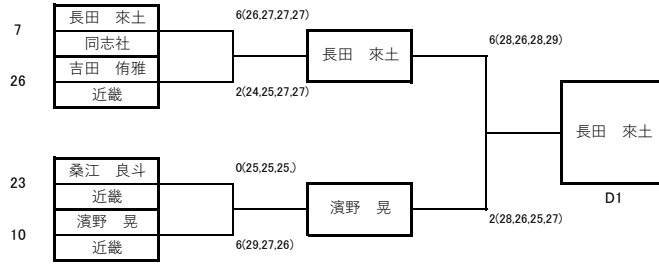 7
長田　來土
同志社
26
吉田　侑雅
近畿
6(26,27,27,27)
2(24,25,27,27)
長田　來土
6(28,26,28,29)
長田　來土
D1
23
桑江　良斗
近畿
10
濱野　晃
近畿
0(25,25,25,)
6(29,27,26)
濱野　晃
2(28,26,25,27)